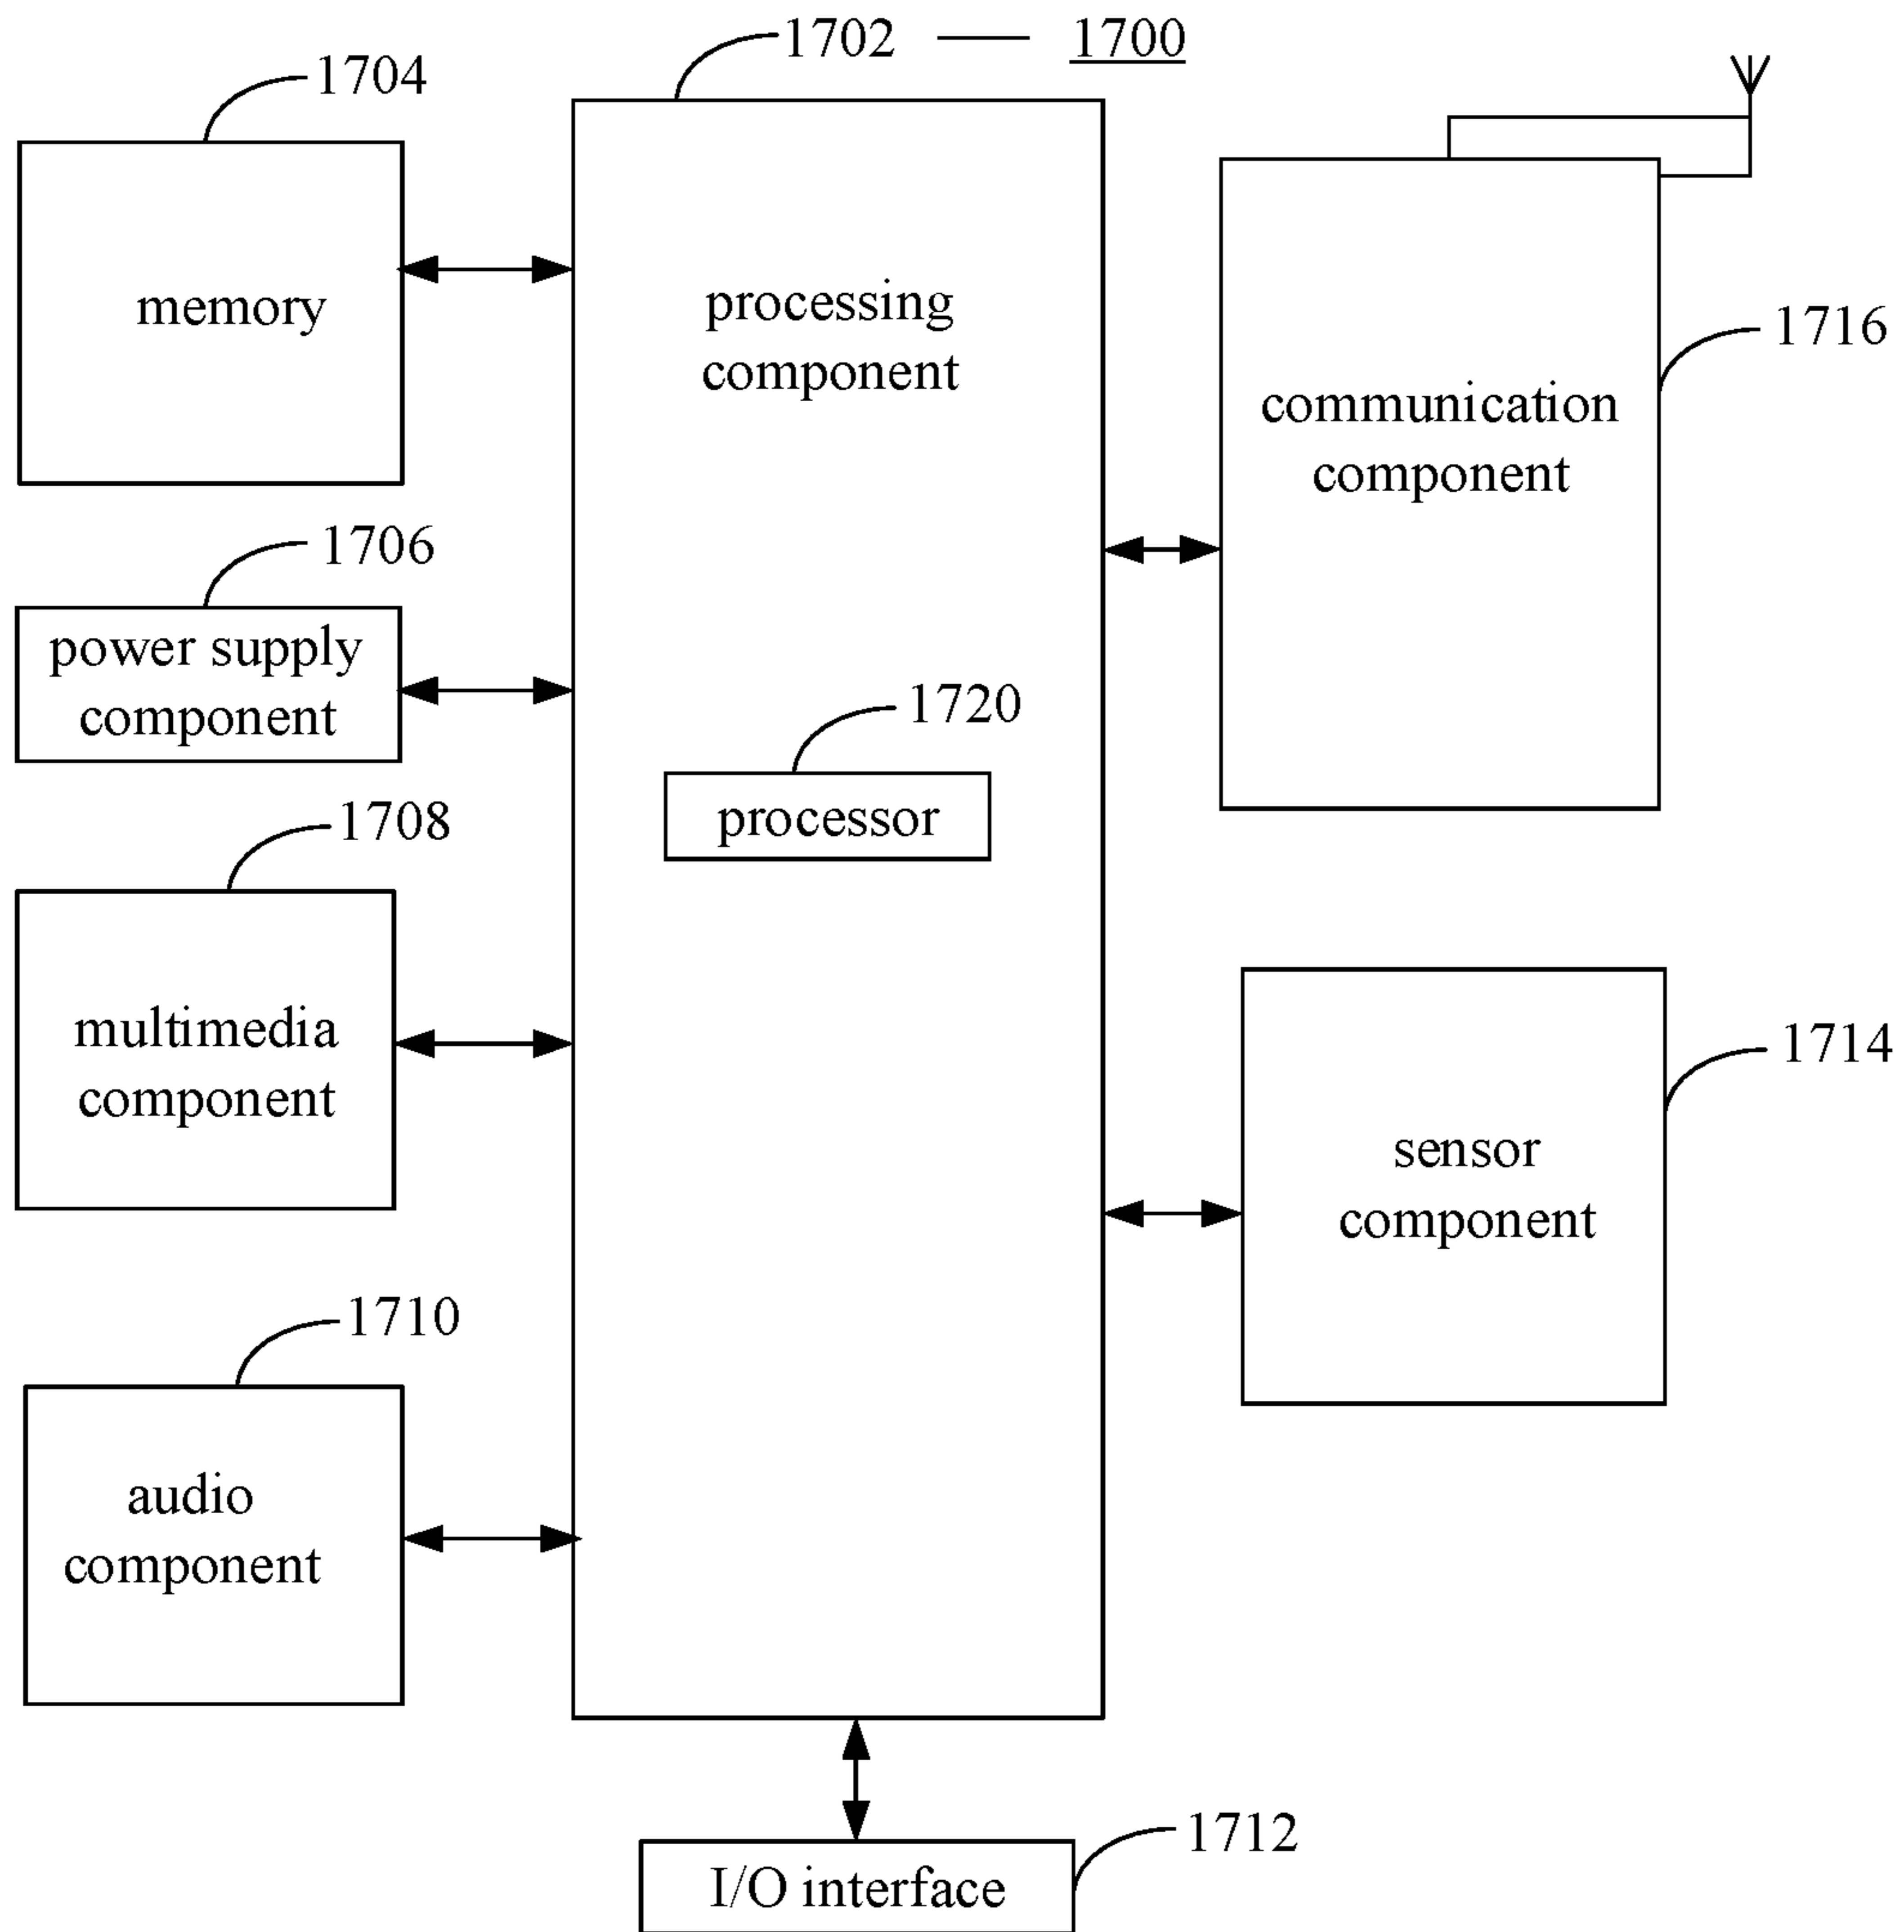 1702 — 1700
1704
memory
processing
component
1716
communication
component
1706
power supply
component
1720
processor
1708
multimedia
component
1714
sensor
component
1710
audio
component
1712
I/O interface